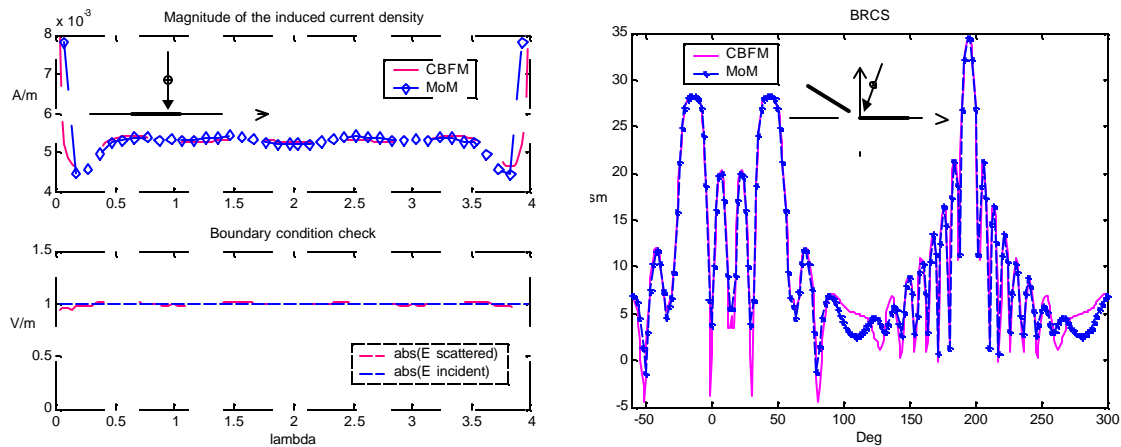 x 10^-3
Magnitude of the induced current density
8
7
A/m
6
5
4
CBFM
MoM
0
0.5
1
1.5
2
2.5
3
3.5
4
Boundary condition check
1.5
1
V/m
0.5
0
abs(E scattered)
abs(E incident)
0
0.5
1
1.5
2
2.5
3
3.5
4
lambda
BRCS
35
30
25
20
sm
15
10
5
0
-5
CBFM
MoM
-50
0
50
100
150
200
250
300
Deg